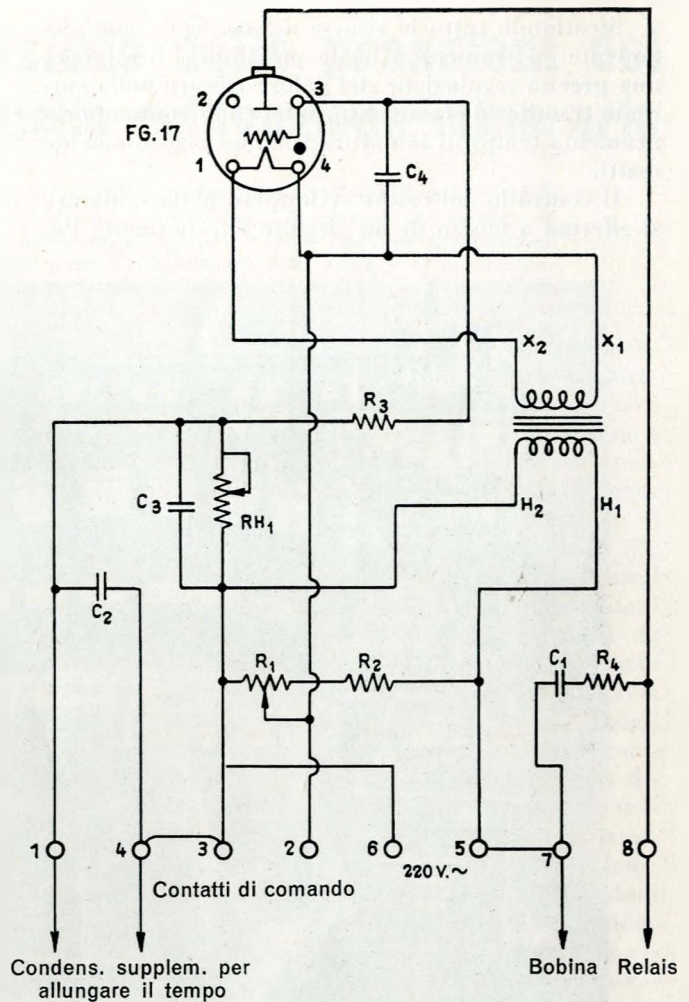 2
3
FG.17
1
4
C4
X2
X1
R3
C3
RH1
H2
H1
C2
R1
R2
C1
R4
1
4
3
2
6
5
7
8
220 V.~
Contatti di comando
Condens. supplem. per
allungare il tempo
Bobina
Relais